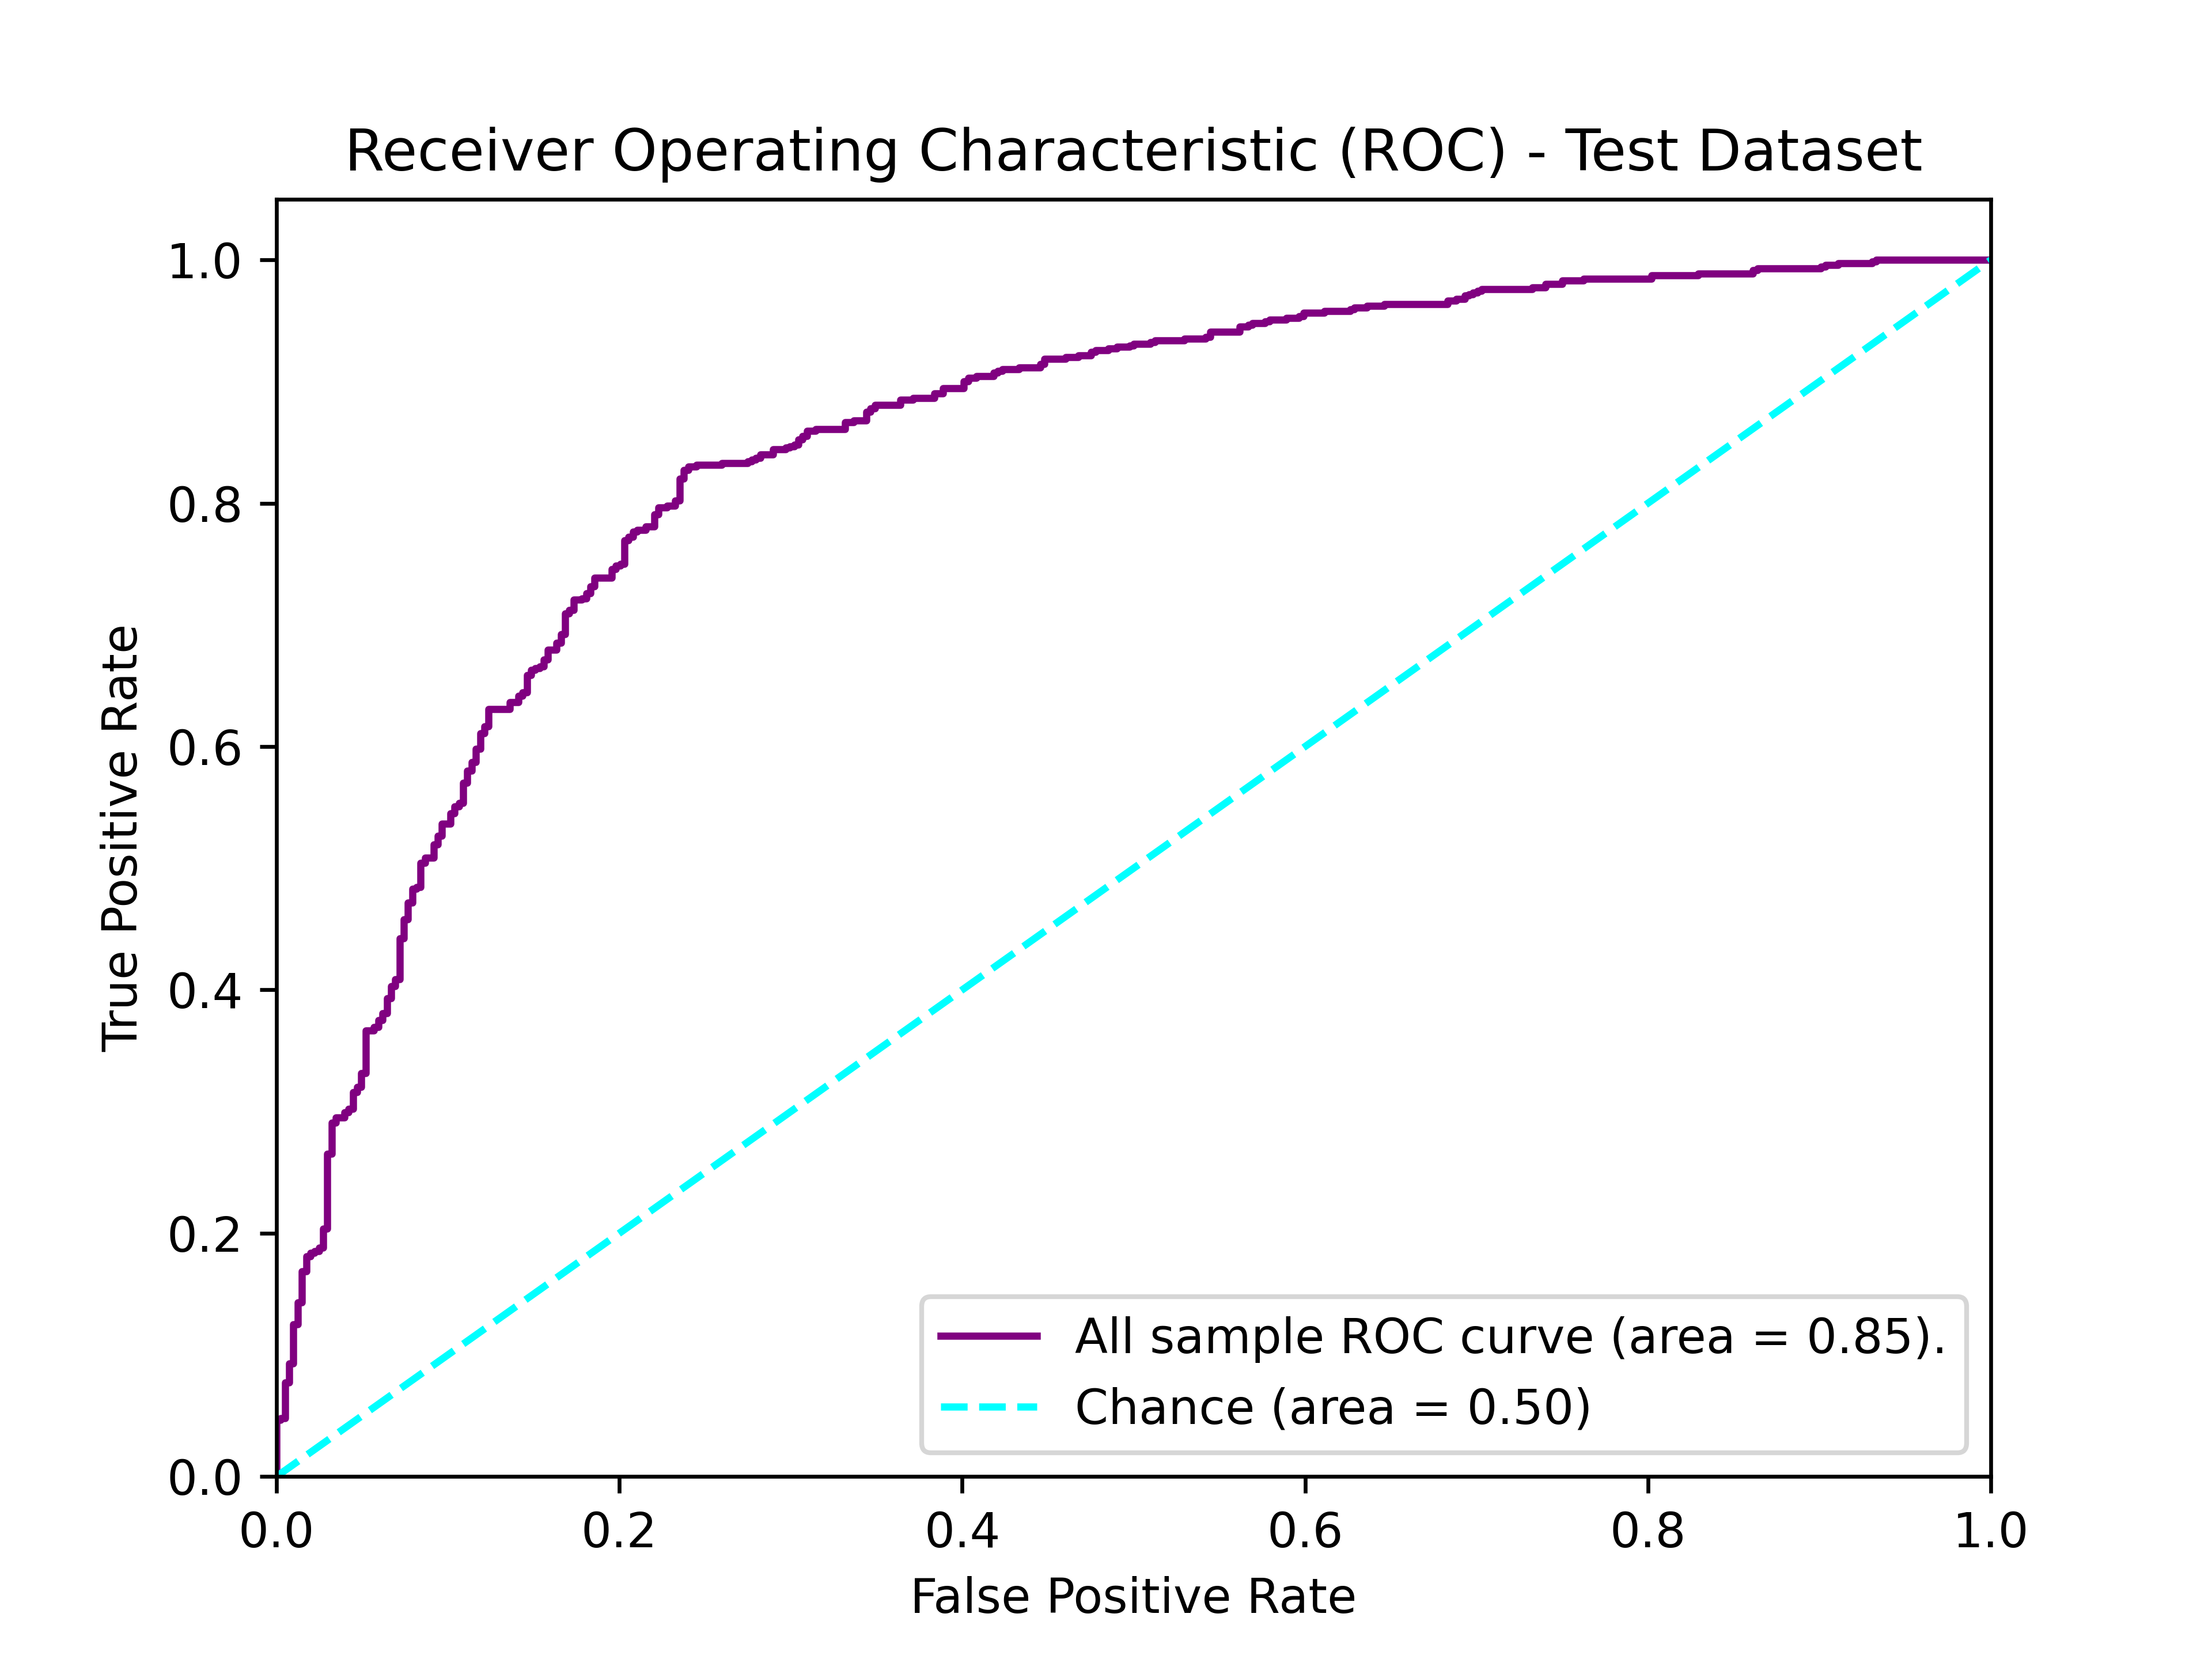 Receiver Operating Characteristic (ROC) - Test Dataset
1.0
0.8
0.6
0.4
0.2
0.0
True Positive Rate
All sample ROC curve (area = 0.85).
Chance (area = 0.50)
0.0 0.2 0.4 0.6 0.8 1.0
False Positive Rate